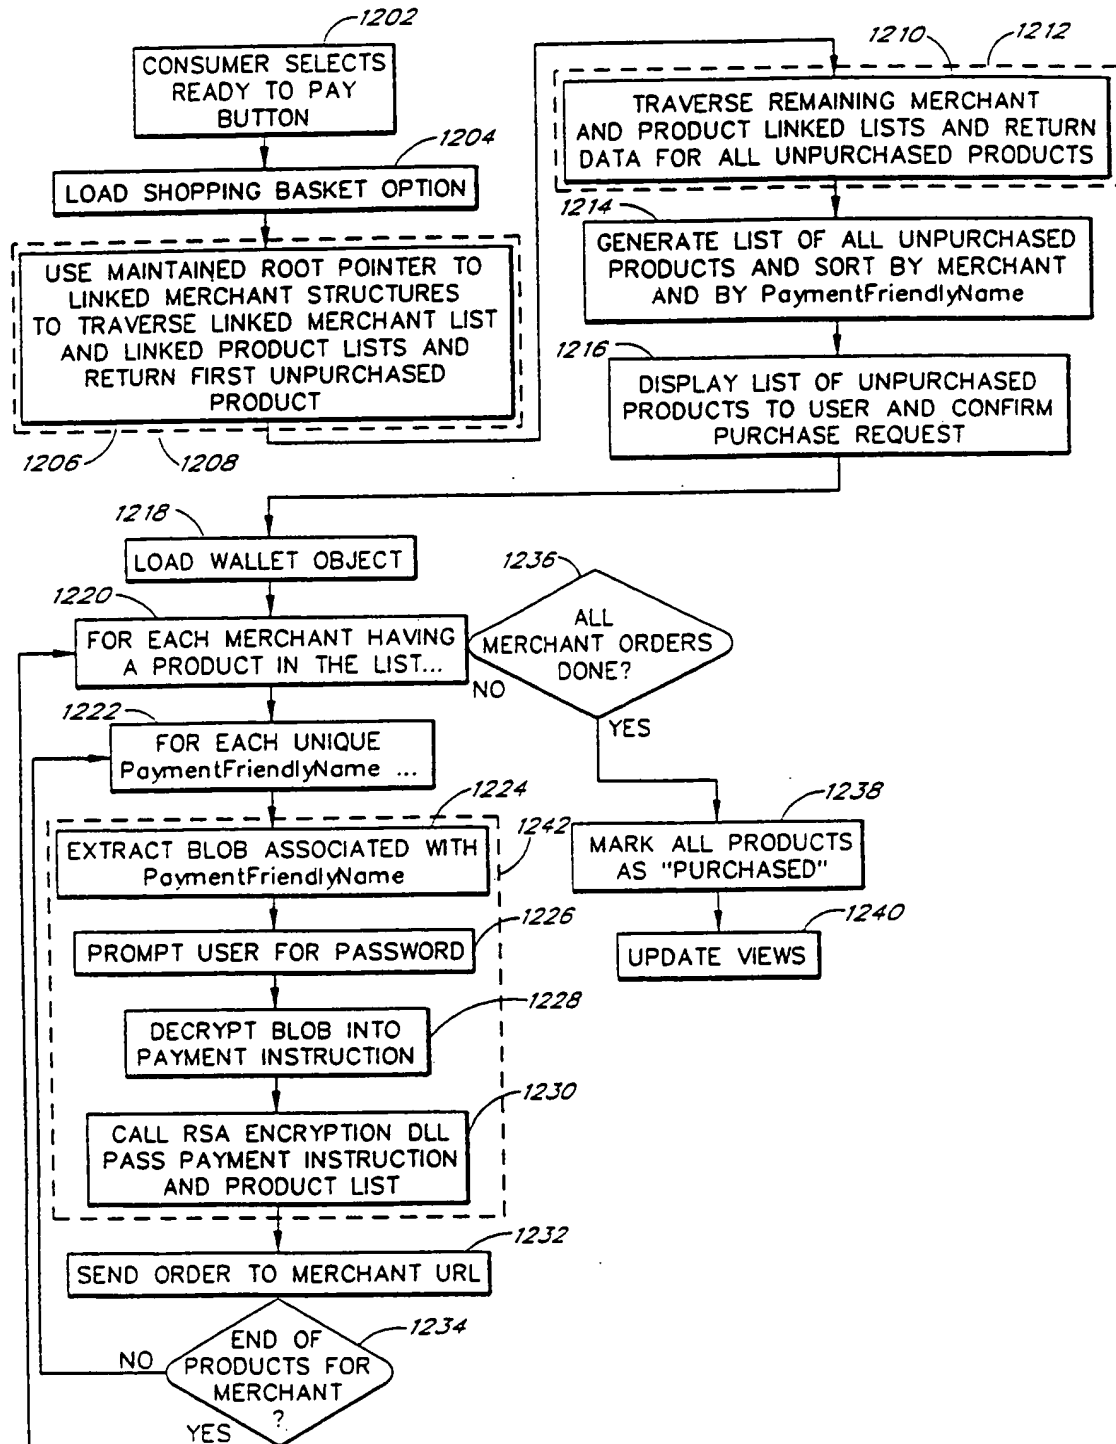 1202
CONSUMER SELECTS
READY TO PAY
BUTTON
1204
LOAD SHOPPING BASKET OPTION
USE MAINTAINED ROOT POINTER TO
LINKED MERCHANT STRUCTURES
TO TRAVERSE LINKED MERCHANT LIST
AND LINKED PRODUCT LISTS AND
RETURN FIRST UNPURCHASED
PRODUCT
1206
1208
1210
1212
TRAVERSE REMAINING MERCHANT
AND PRODUCT LINKED LISTS AND RETURN
DATA FOR ALL UNPURCHASED PRODUCTS
1214
GENERATE LIST OF ALL UNPURCHASED
PRODUCTS AND SORT BY MERCHANT
AND BY PaymentFriendlyName
1216
DISPLAY LIST OF UNPURCHASED
PRODUCTS TO USER AND CONFIRM
PURCHASE REQUEST
1218
LOAD WALLET OBJECT
1220
FOR EACH MERCHANT HAVING
A PRODUCT IN THE LIST...
1236
ALL
MERCHANT ORDERS
DONE?
NO
YES
1222
FOR EACH UNIQUE
PaymentFriendlyName ...
1224
1242
EXTRACT BLOB ASSOCIATED WITH
PaymentFriendlyName
1226
PROMPT USER FOR PASSWORD
1228
DECRYPT BLOB INTO
PAYMENT INSTRUCTION
1230
CALL RSA ENCRYPTION DLL
PASS PAYMENT INSTRUCTION
AND PRODUCT LIST
1232
SEND ORDER TO MERCHANT URL
1234
END OF
PRODUCTS FOR
MERCHANT
?
NO
YES
1238
MARK ALL PRODUCTS
AS "PURCHASED"
1240
UPDATE VIEWS